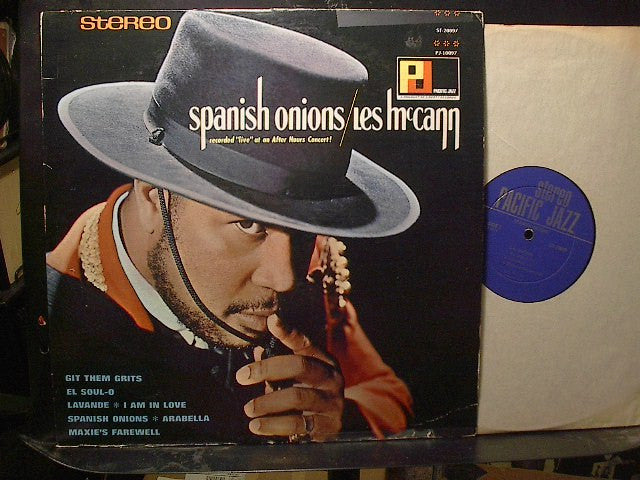 stereo
ST-20097
PJ-10097
PJ
PACIFIC JAZZ
spanish onions/Les McCann
recorded "live" at an After Hours Concert!
GIT THEM GRITS
EL SOUL-O
LAVANDE * I AM IN LOVE
SPANISH ONIONS * ARABELLA
MAXIE'S FAREWELL
stereo
PACIFIC JAZZ